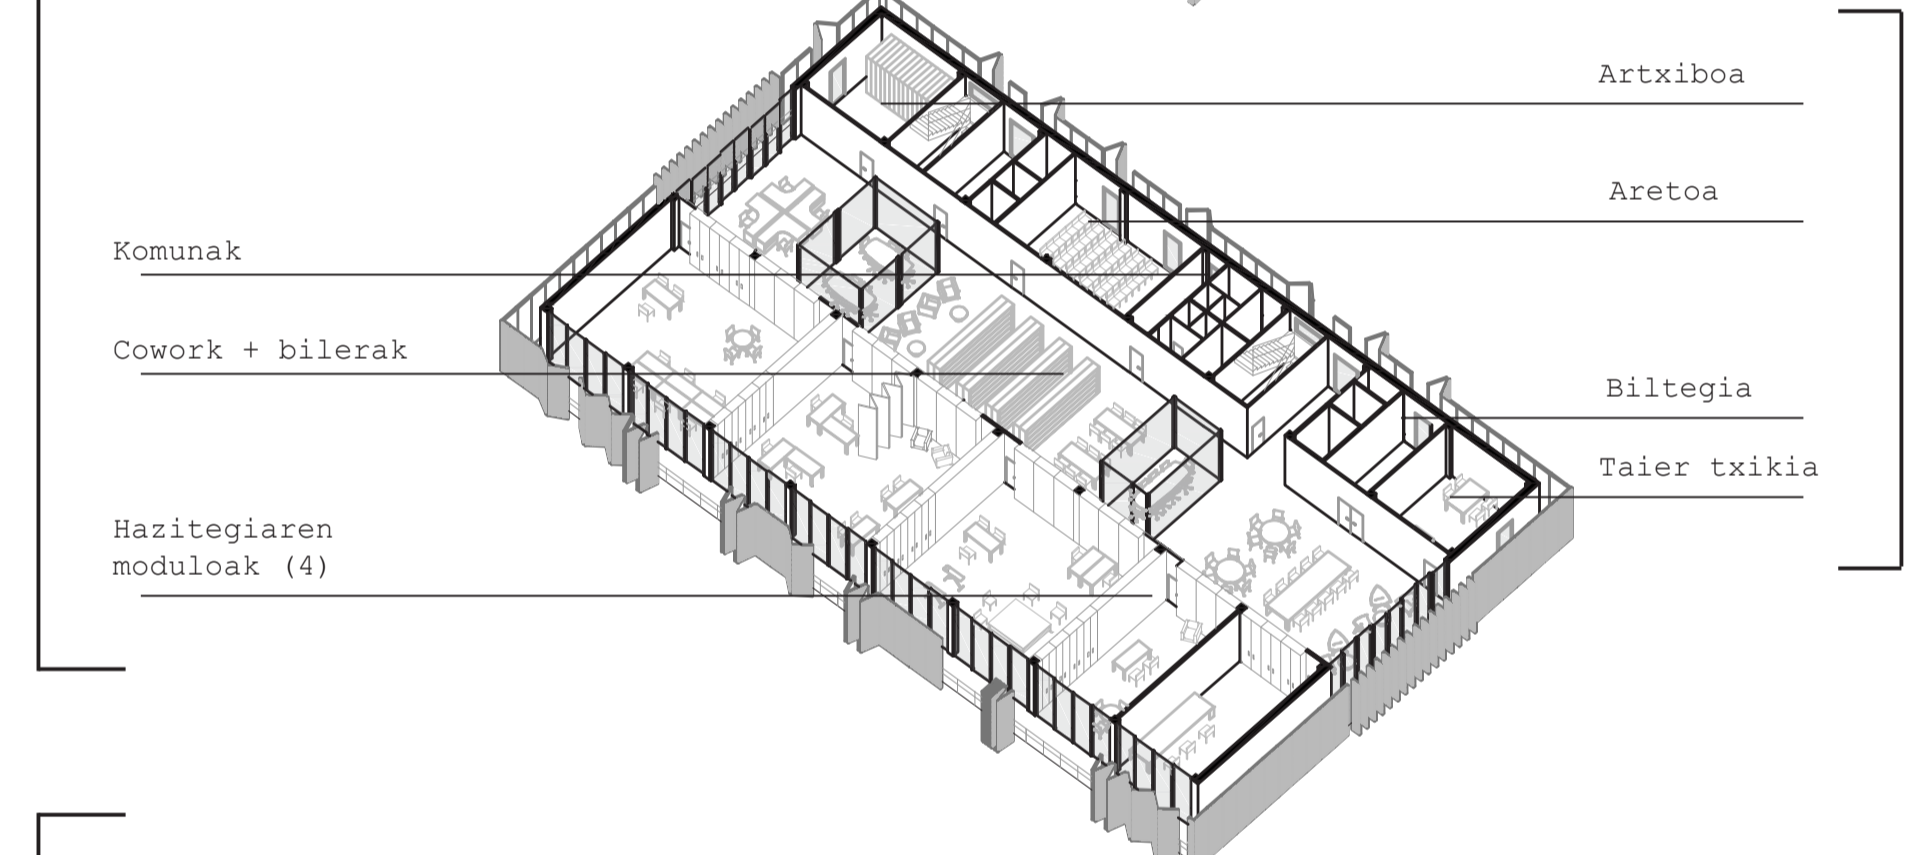 Artxiboa
Aretoa
Komunak
Cowork + bilerak
Biltegia
Taier txikia
Hazitegiaren
moduloak (4)